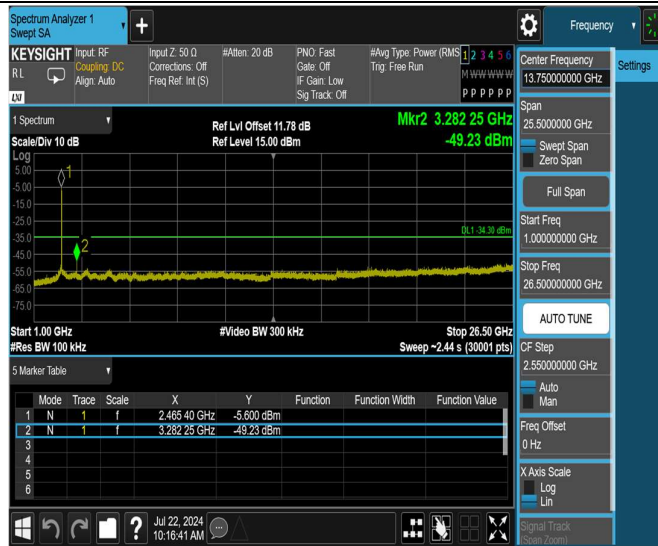 Spectrum Analyzer 1
Swept SA
+
Frequency
KEYSIGHT
RL
LXI
Input: RF
Coupling: DC
Align: Auto
Input Z: 50 Ω
Corrections: Off
Freq Ref: Int (S)
#Atten: 20 dB
PNO: Fast
Gate: Off
IF Gain: Low
Sig Track: Off
#Avg Type: Power (RMS
Trig: Free Run
1 2 3 4 5 6
M W W W W W
P P P P P P
1 Spectrum
Scale/Div 10 dB
Ref Lvl Offset 11.78 dB
Ref Level 15.00 dBm
Mkr2 3.282 25 GHz
-49.23 dBm
Log
5.00
-5.00
-15.0
-25.0
-35.0
-45.0
-55.0
-65.0
-75.0
1
2
DL1 -34.30 dBm
Start 1.00 GHz
#Video BW 300 kHz
Stop 26.50 GHz
#Res BW 100 kHz
Sweep ~2.44 s (30001 pts)
5 Marker Table
Mode Trace Scale X Y Function Function Width Function Value
1 N 1 f 2.465 40 GHz -5.600 dBm
2 N 1 f 3.282 25 GHz -49.23 dBm
3
4
5
6
?
Jul 22, 2024
10:16:41 AM
Center Frequency
13.750000000 GHz
Settings
Span
25.5000000 GHz
Swept Span
Zero Span
Full Span
Start Freq
1.000000000 GHz
Stop Freq
26.500000000 GHz
AUTO TUNE
CF Step
2.550000000 GHz
Auto
Man
Freq Offset
0 Hz
X Axis Scale
Log
Lin
Signal Track
(Span Zoom)